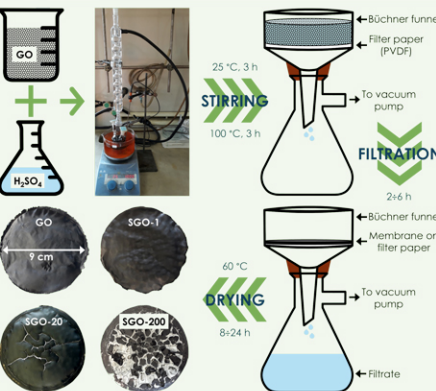 GO
H₂SO₄
25 °C, 3 h
STIRRING
100 °C, 3 h
Büchner funne
Filter paper
(PVDF)
To vacuum
pump
FILTRATION
2÷6 h
Büchner funne
Membrane or
filter paper
To vacuum
pump
Filtrate
60 °C
DRYING
8÷24 h
GO
9 cm
SGO-1
SGO-20
SGO-200